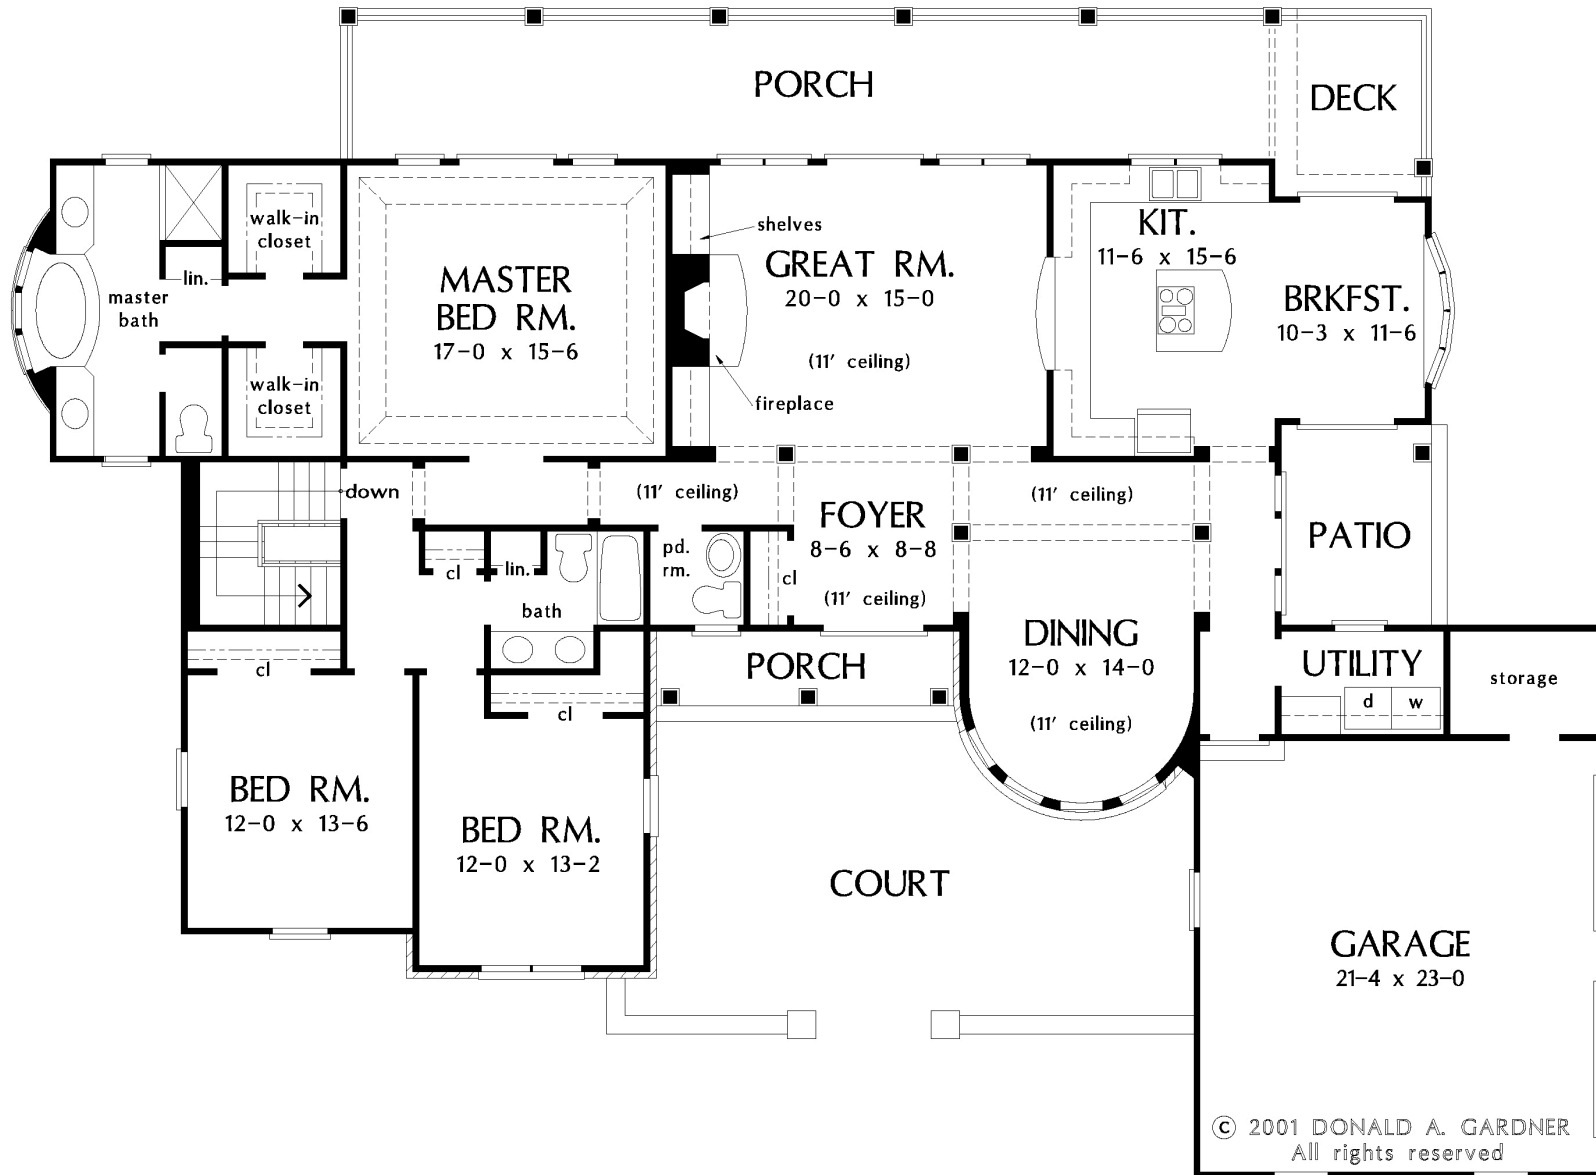 PORCH
DECK
walk-in
closet
shelves
KIT.
11-6 x 15-6
MASTER
BED RM.
17-0 x 15-6
GREAT RM.
20-0 x 15-0
lin.
master
bath
BRKFST.
10-3 x 11-6
(11' ceiling)
walk-in
closet
fireplace
down
(11' ceiling)
(11' ceiling)
FOYER
8-6 x 8-8
(11' ceiling)
PATIO
pd.
rm.
cl
lin.
cl
bath
DINING
12-0 x 14-0
(11' ceiling)
PORCH
UTILITY
storage
d
w
cl
cl
BED RM.
12-0 x 13-6
BED RM.
12-0 x 13-2
COURT
GARAGE
21-4 x 23-0
© 2001 DONALD A. GARDNER
All rights reserved